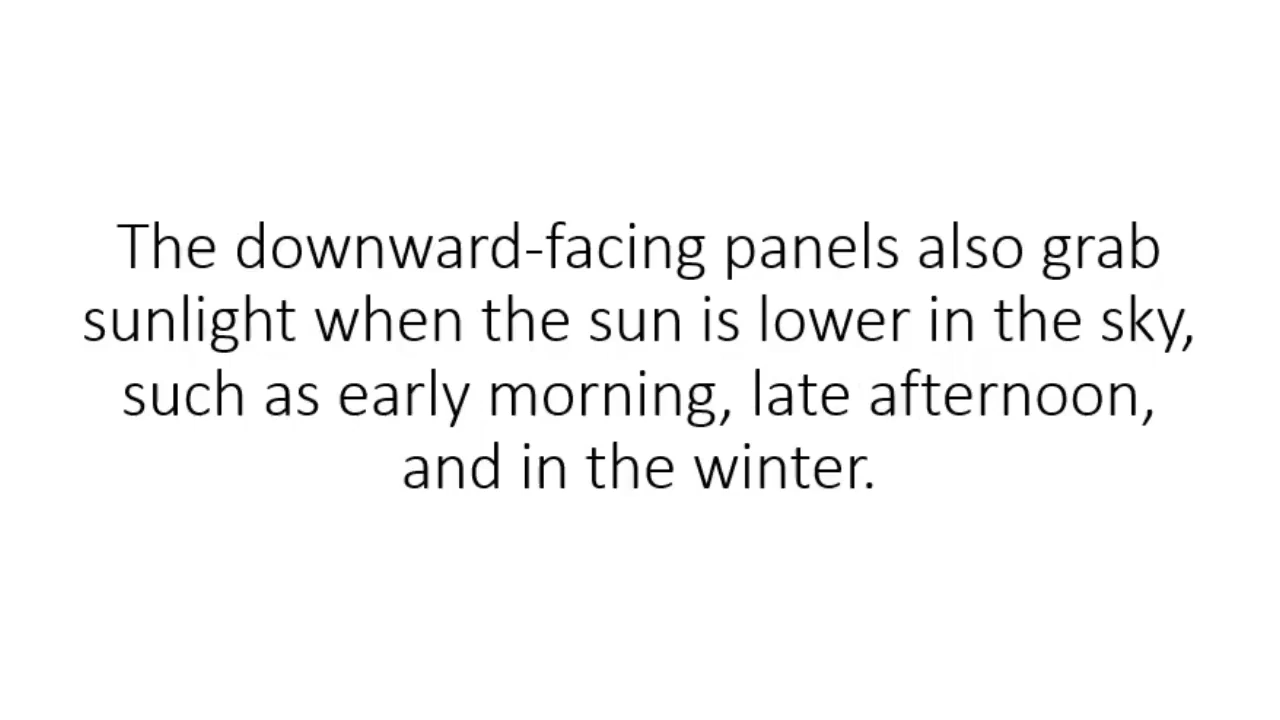 The downward-facing panels also grab
sunlight when the sun is lower in the sky,
such as early morning, late afternoon,
and in the winter.